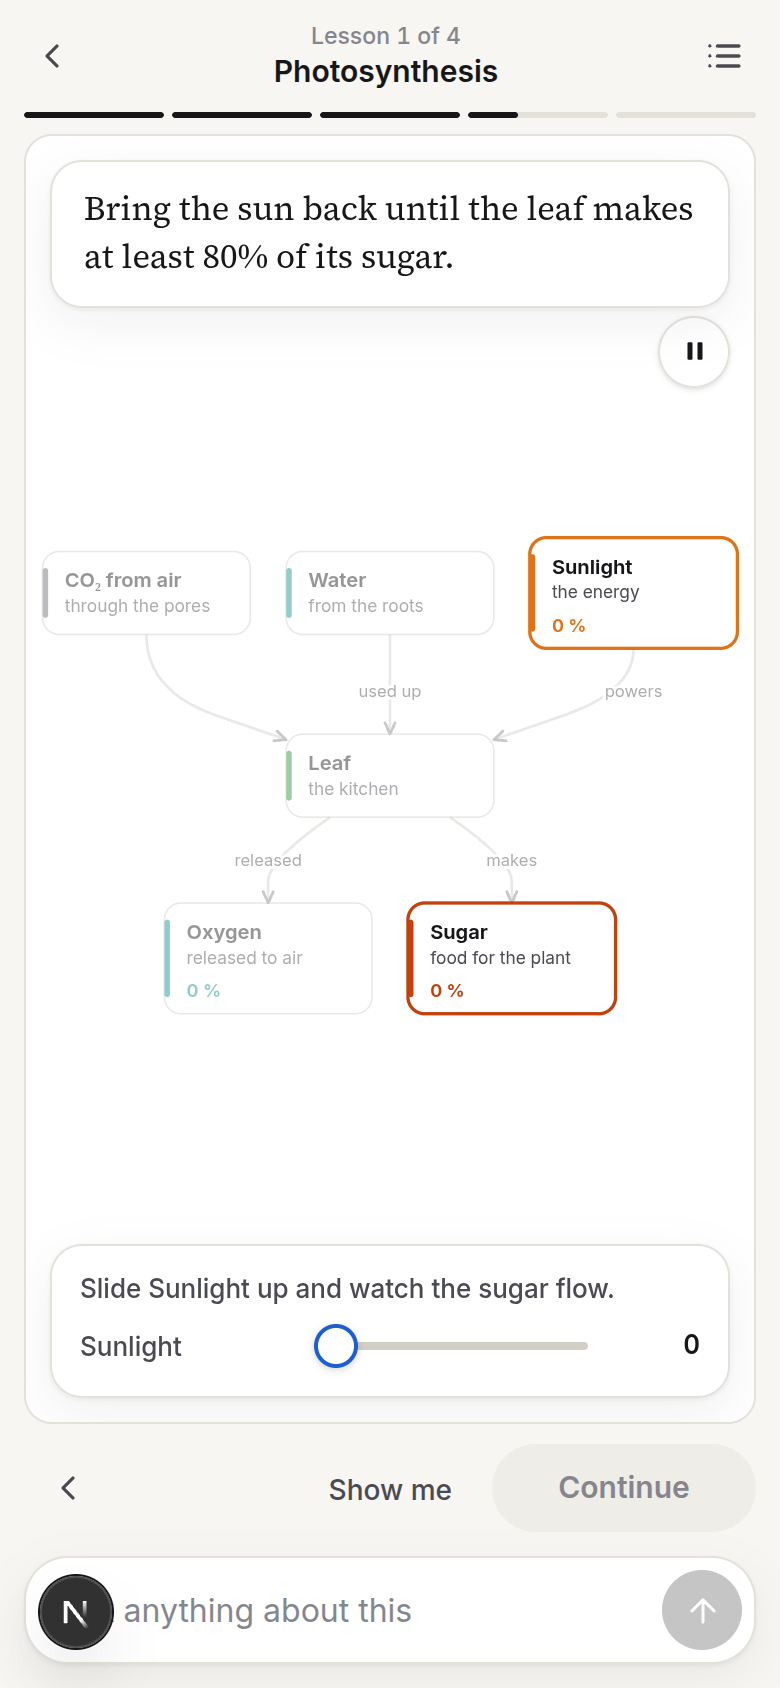 Lesson 1 of 4
Photosynthesis
Bring the sun back until the leaf makes
at least 80% of its sugar.
CO₂ from air
through the pores
Water
from the roots
Sunlight
the energy
0 %
used up
powers
Leaf
the kitchen
released
makes
Oxygen
released to air
0 %
Sugar
food for the plant
0 %
Slide Sunlight up and watch the sugar flow.
Sunlight
0
Show me
Continue
N
anything about this